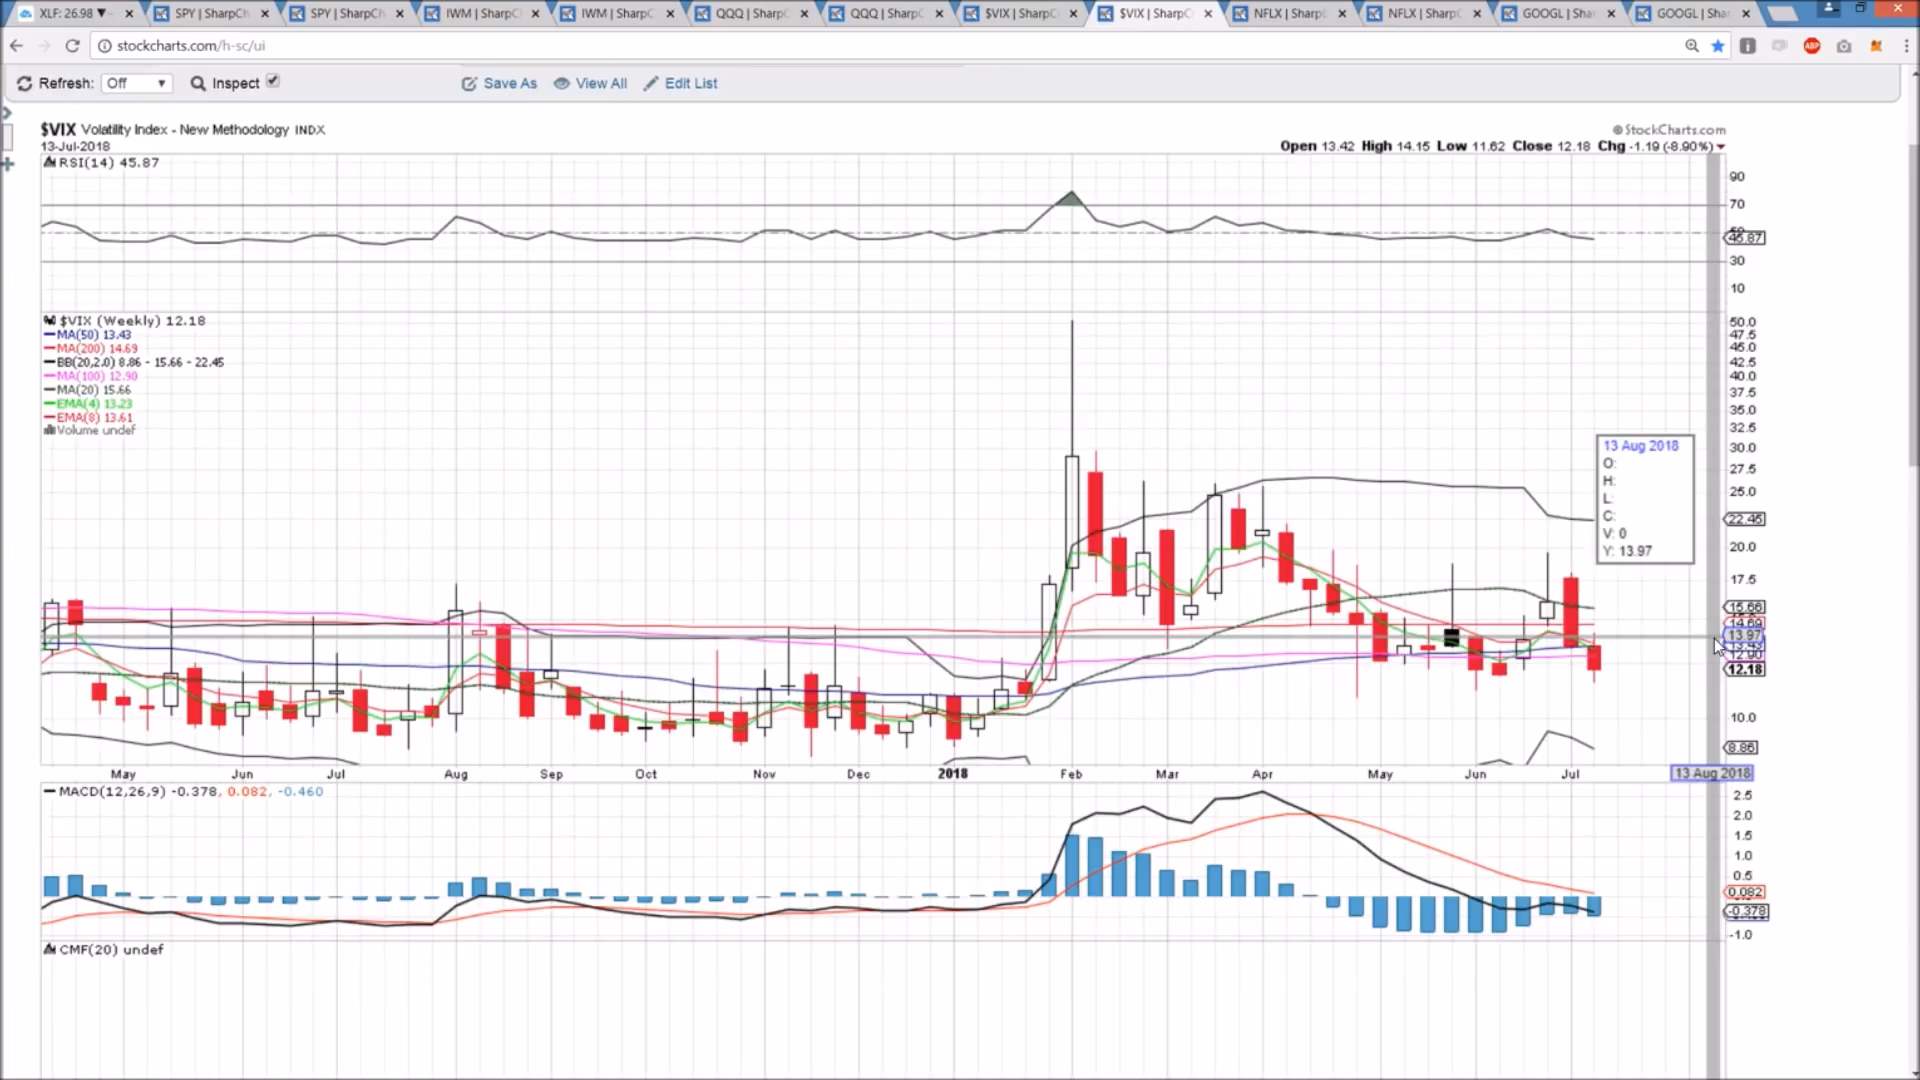 XLF: 26.98 ▼
SPY | SharpCh
SPY | SharpCh
IWM | SharpC
IWM | SharpC
QQQ | SharpC
QQQ | SharpC
$VIX | SharpC
$VIX | SharpC
NFLX | SharpC
NFLX | SharpC
GOOGL | Shar
GOOGL | Shar
stockcharts.com/h-sc/ui
ABP
Refresh: Off Inspect Save As View All Edit List
$VIX Volatility Index - New Methodology INDX
© StockCharts.com
13-Jul-2018
Open 13.42 High 14.15 Low 11.62 Close 12.18 Chg -1.19 (-8.90%)
RSI(14) 45.87
90
70
45.87
30
10
$VIX (Weekly) 12.18
MA(50) 13.43
MA(200) 14.69
BB(20,2.0) 8.86 - 15.66 - 22.45
MA(100) 12.90
MA(20) 15.66
EMA(4) 13.23
EMA(8) 13.61
Volume undef
50.0
47.5
45.0
42.5
40.0
37.5
35.0
32.5
30.0
27.5
25.0
22.45
20.0
17.5
15.66
14.69
13.97
13.43
12.90
12.18
10.0
8.86
13 Aug 2018
O:
H:
L:
C:
V: 0
Y: 13.97
May Jun Jul Aug Sep Oct Nov Dec 2018 Feb Mar Apr May Jun Jul 13 Aug 2018
MACD(12,26,9) -0.378, 0.082, -0.460
2.5
2.0
1.5
1.0
0.5
0.082
-0.378
-1.0
CMF(20) undef